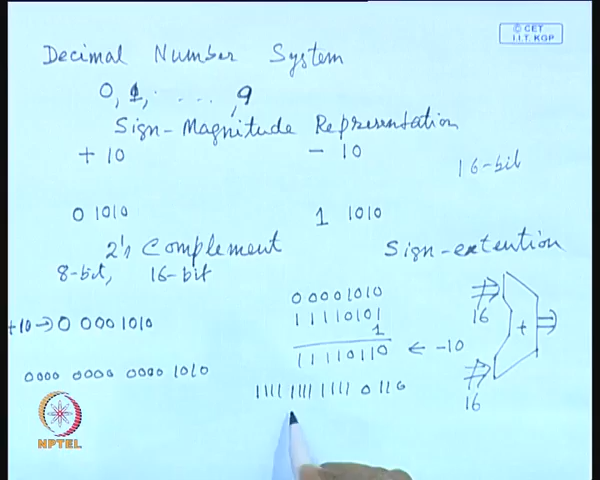 © CET
I.I.T. KGP
Decimal Number System
0, 1, . . . . , 9
Sign-Magnitude Representation
+ 10 - 10
16-bit
0 1010 1 1010
2's Complement Sign-extention
8-bit, 16-bit
0 0 0 0 1 0 1 0
1 1 1 1 0 1 0 1
1
+10 → 0 000 1010
1 1 1 1 0 1 1 0 ← -10
16
+
0000 0000 0000 1010
1111 1111 1111 0110
16
NPTEL